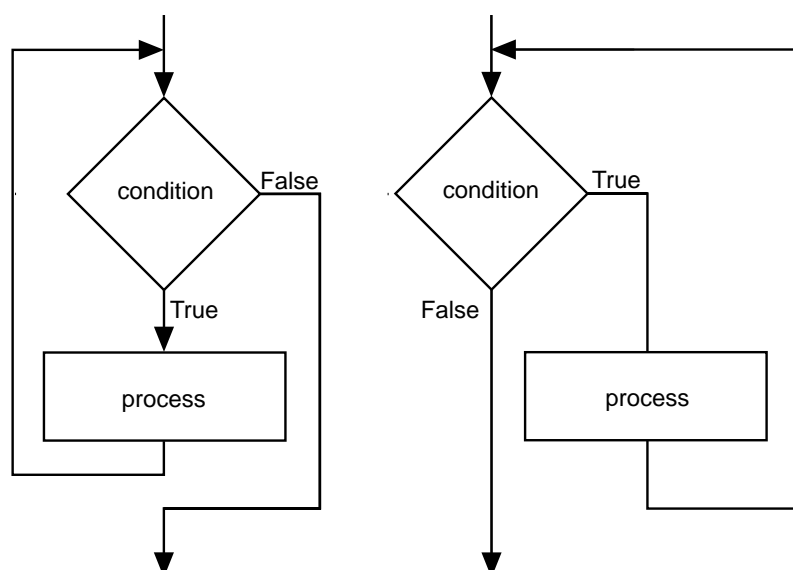 condition
False
True
process
condition
True
False
process